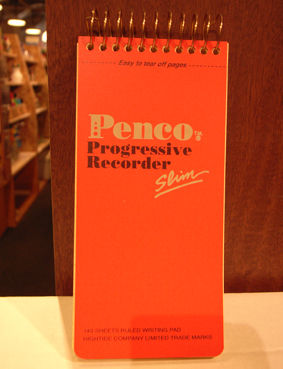 Easy to tear off pages
Penco TM
Progressive
Recorder
Slim
140 SHEETS RULED WRITING PAD
HIGHTIDE COMPANY LIMITED TRADE MARKS